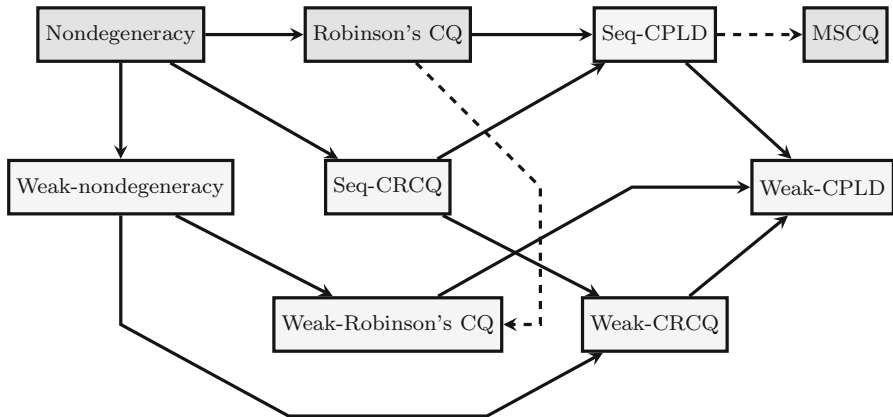 Nondegeneracy
Robinson's CQ
Seq-CPLD
MSCQ
Weak-nondegeneracy
Seq-CRCQ
Weak-CPLD
Weak-Robinson's CQ
Weak-CRCQ